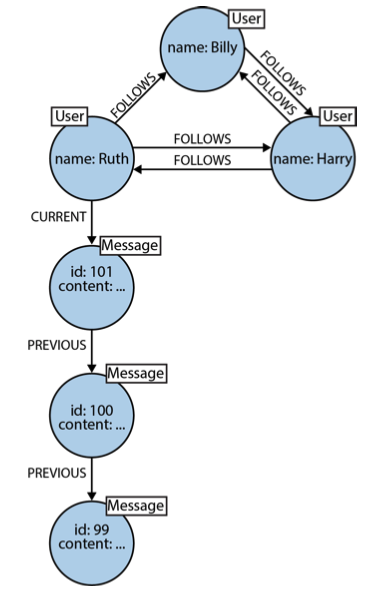 User
name: Billy
FOLLOWS
FOLLOWS
FOLLOWS
User
User
name: Ruth
FOLLOWS
FOLLOWS
name: Harry
CURRENT
Message
id: 101
content: ...
PREVIOUS
Message
id: 100
content: ...
PREVIOUS
Message
id: 99
content: ...